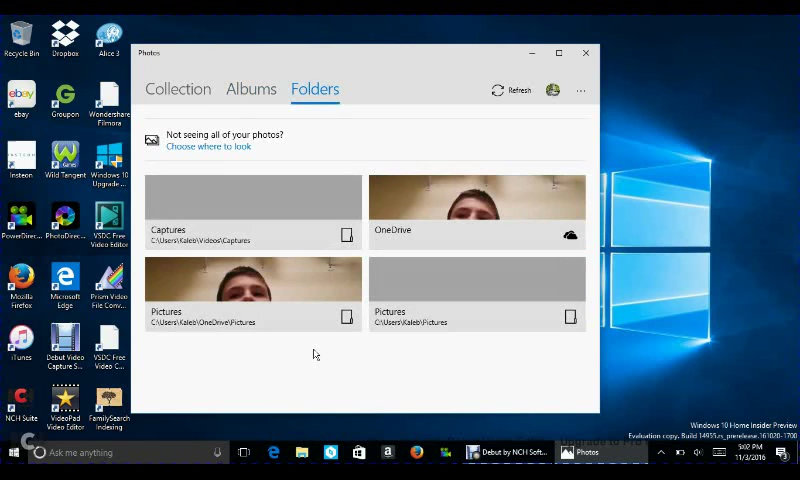 Photos
Collection Albums Folders
Refresh
Not seeing all of your photos?
Choose where to look
Captures
C:\Users\Kaleb\Videos\Captures
OneDrive
Pictures
C:\Users\Kaleb\OneDrive\Pictures
Pictures
C:\Users\Kaleb\Pictures
Recycle Bin
Dropbox
Alice 3
ebay
ebay
Groupon
Wondershare
Filmora
INSTEON
Insteon
Wild Tangent
Windows 10
Upgrade ...
PowerDirec...
PhotoDirec...
VSDC Free
Video Editor
Mozilla
Firefox
Microsoft
Edge
Prism Video
File Conv...
iTunes
Debut Video
Capture S...
VSDC Free
Video C...
NCH Suite
VideoPad
Video Editor
FamilySearch
Indexing
Windows 10 Home Insider Preview
Evaluation copy. Build 14955.rs_prerelease.161020-1700
Ask me anything
Debut by NCH Soft...
Photos
5:02 PM
11/3/2016